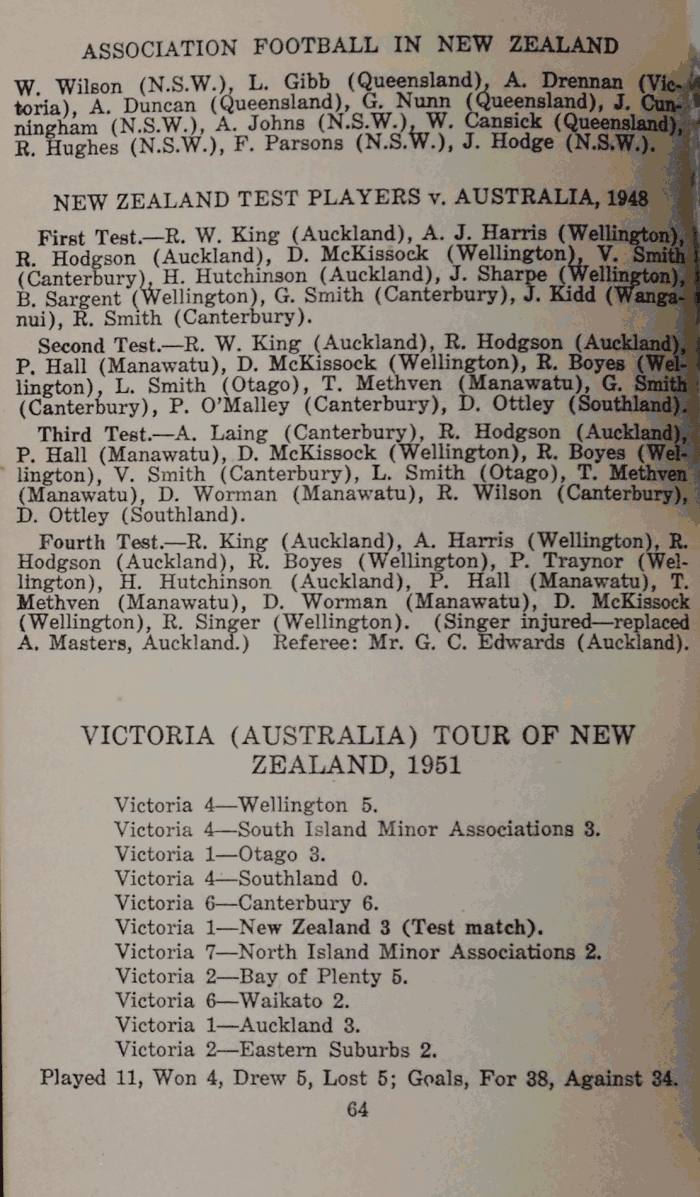 ASSOCIATION FOOTBALL IN NEW ZEALAND
W. Wilson (N.S.W.), L. Gibb (Queensland), A. Drennan (Vic-
toria), A. Duncan (Queensland), G. Nunn (Queensland), J. Cun-
ningham (N.S.W.), A. Johns (N.S.W.), W. Cansick (Queensland),
R. Hughes (N.S.W.), F. Parsons (N.S.W.), J. Hodge (N.S.W.).
NEW ZEALAND TEST PLAYERS v. AUSTRALIA, 1948
First Test.—R. W. King (Auckland), A. J. Harris (Wellington),
R. Hodgson (Auckland), D. McKissock (Wellington), V. Smith
(Canterbury), H. Hutchinson (Auckland), J. Sharpe (Wellington),
B. Sargent (Wellington), G. Smith (Canterbury), J. Kidd (Wanga-
nui), R. Smith (Canterbury).
Second Test.—R. W. King (Auckland), R. Hodgson (Auckland),
P. Hall (Manawatu), D. McKissock (Wellington), R. Boyes (Wel-
lington), L. Smith (Otago), T. Methven (Manawatu), G. Smith
(Canterbury), P. O'Malley (Canterbury), D. Ottley (Southland).
Third Test.—A. Laing (Canterbury), R. Hodgson (Auckland),
P. Hall (Manawatu), D. McKissock (Wellington), R. Boyes (Wel-
lington), V. Smith (Canterbury), L. Smith (Otago), T. Methven
(Manawatu), D. Worman (Manawatu), R. Wilson (Canterbury),
D. Ottley (Southland).
Fourth Test.—R. King (Auckland), A. Harris (Wellington), R.
Hodgson (Auckland), R. Boyes (Wellington), P. Traynor (Wel-
lington), H. Hutchinson (Auckland), P. Hall (Manawatu), T.
Methven (Manawatu), D. Worman (Manawatu), D. McKissock
(Wellington), R. Singer (Wellington). (Singer injured—replaced
A. Masters, Auckland.) Referee: Mr. G. C. Edwards (Auckland).
VICTORIA (AUSTRALIA) TOUR OF NEW
ZEALAND, 1951
Victoria 4—Wellington 5.
Victoria 4—South Island Minor Associations 3.
Victoria 1—Otago 3.
Victoria 4—Southland 0.
Victoria 6—Canterbury 6.
Victoria 1—New Zealand 3 (Test match).
Victoria 7—North Island Minor Associations 2.
Victoria 2—Bay of Plenty 5.
Victoria 6—Waikato 2.
Victoria 1—Auckland 3.
Victoria 2—Eastern Suburbs 2.
Played 11, Won 4, Drew 5, Lost 5; Goals, For 38, Against 34.
64